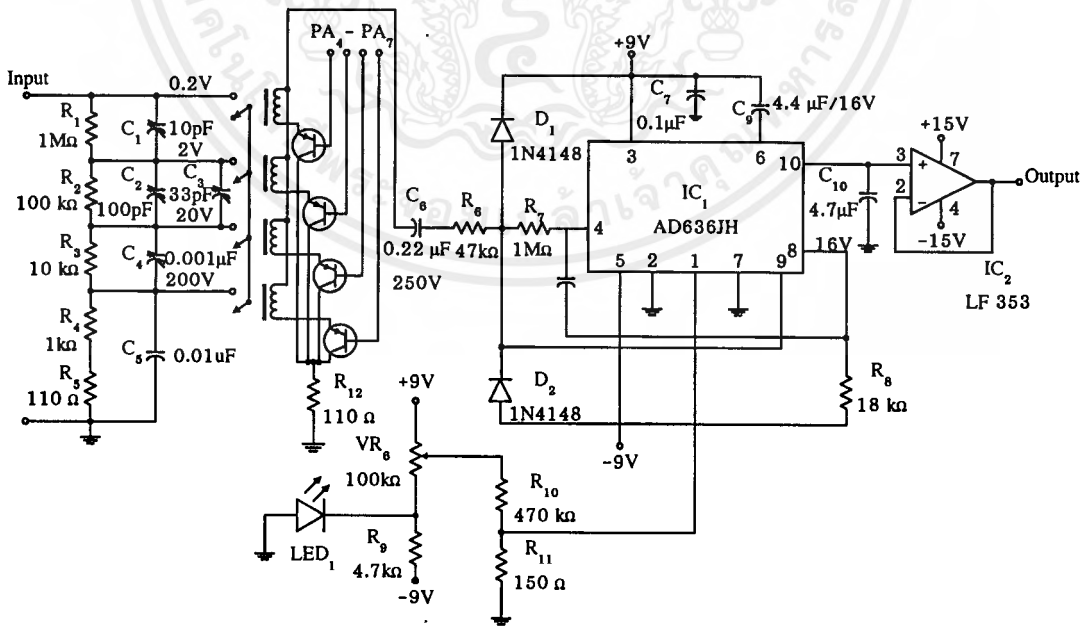 PA4 - PA7
Input
0.2V
R1
1MΩ
C1
10pF
2V
R2
100 kΩ
C2
100pF
C3
33pF
20V
R3
10 kΩ
C4
0.001μF
200V
R4
1kΩ
C5
0.01uF
R5
110 Ω
R12
110 Ω
C6
0.22 μF
250V
R6
47kΩ
R7
1MΩ
D1
1N4148
D2
1N4148
+9V
C7
0.1μF
C9
4.4 μF/16V
3
6
10
4
IC1
AD636JH
5
2
1
7
9
8
-9V
C10
4.7μF
16V
R8
18 kΩ
+15V
3
+
7
2
-
4
-15V
Output
IC2
LF 353
+9V
VR6
100kΩ
LED1
R9
4.7kΩ
-9V
R10
470 kΩ
R11
150 Ω